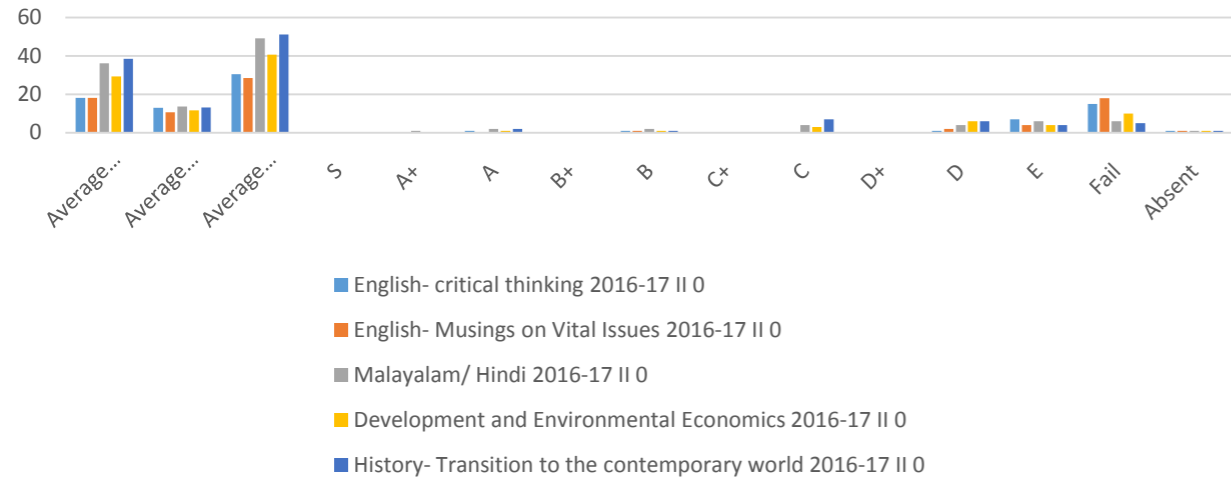 60
40
20
0
Average...
Average...
Average...
S
A+
A
B+
B
C+
C
D+
D
E
Fail
Absent
English- critical thinking 2016-17 II 0
English- Musings on Vital Issues 2016-17 II 0
Malayalam/ Hindi 2016-17 II 0
Development and Environmental Economics 2016-17 II 0
History- Transition to the contemporary world 2016-17 II 0